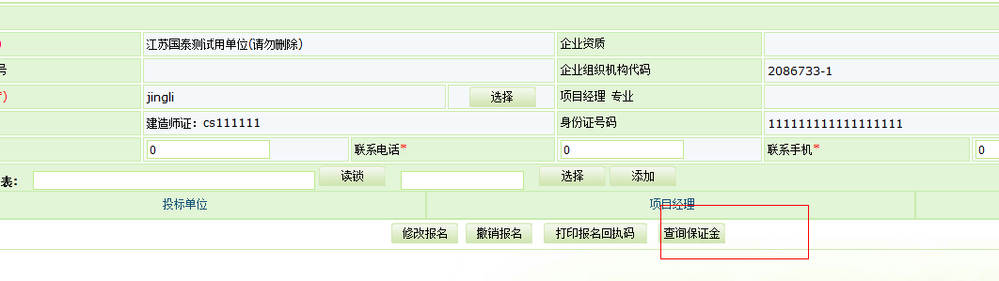 ) 江苏国泰测试用单位(请勿删除) 企业资质
号 企业组织机构代码 2086733-1
*) jingli 选择 项目经理 专业
建造师证：cs111111 身份证号码 111111111111111111
0 联系电话* 0 联系手机* 0
表： 读锁 选择 添加
投标单位 项目经理
修改报名 撤销报名 打印报名回执码 查询保证金